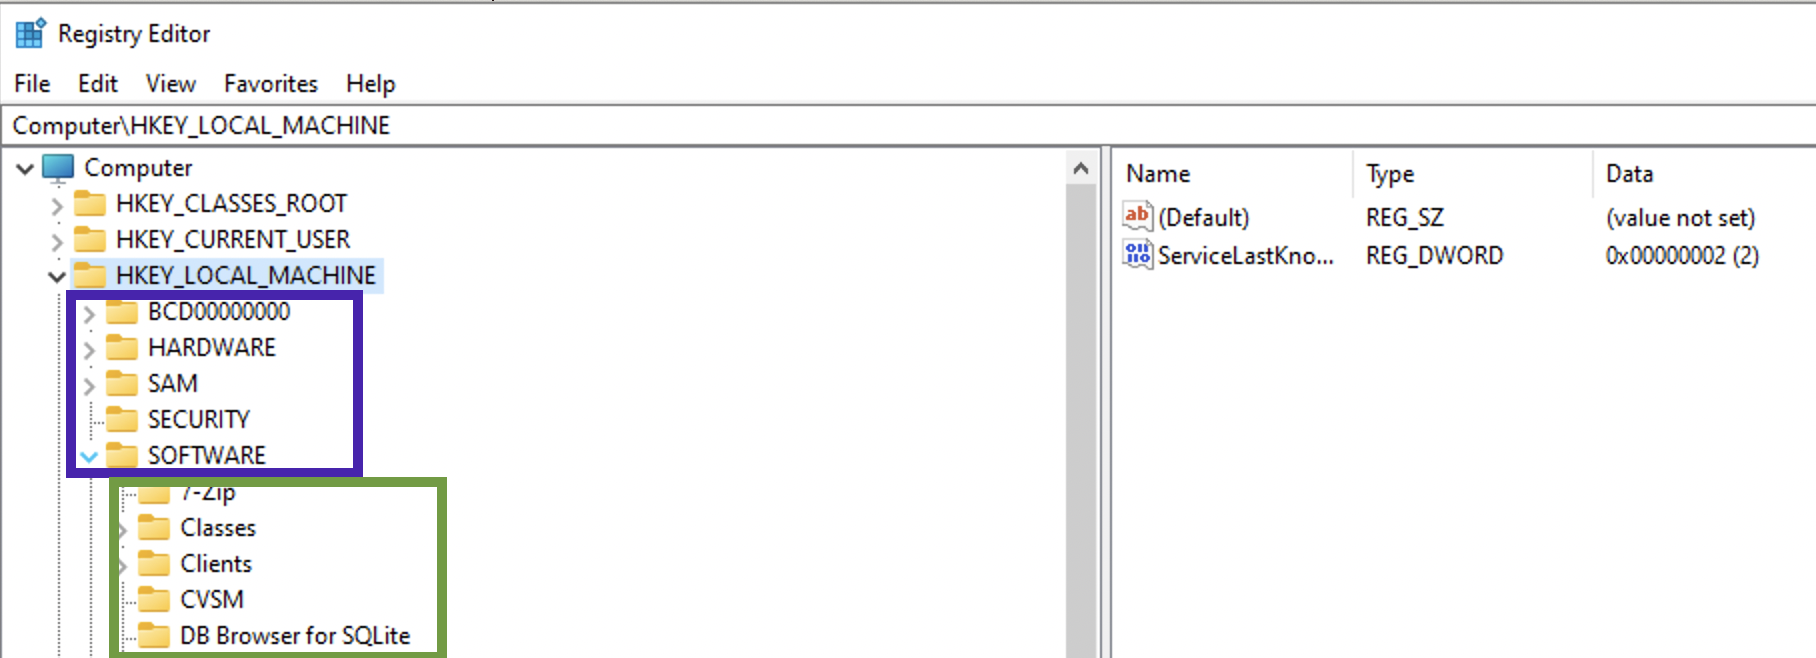 Registry Editor
File Edit View Favorites Help
Computer\HKEY_LOCAL_MACHINE
Computer
HKEY_CLASSES_ROOT
HKEY_CURRENT_USER
HKEY_LOCAL_MACHINE
BCD00000000
HARDWARE
SAM
SECURITY
SOFTWARE
7-Zip
Classes
Clients
CVSM
DB Browser for SQLite
Name Type Data
(Default) REG_SZ (value not set)
ServiceLastKno... REG_DWORD 0x00000002 (2)